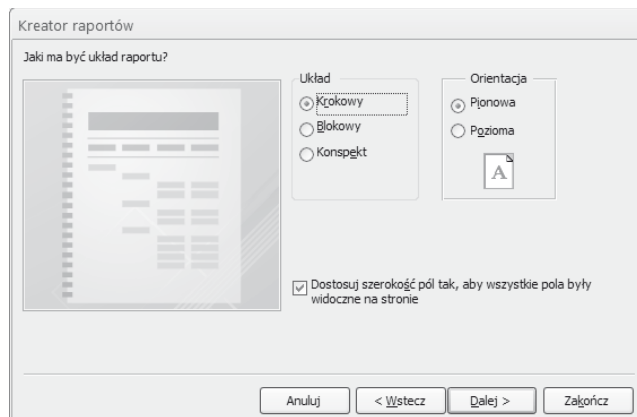 Kreator raportów
Jaki ma być układ raportu?
Układ
Krokowy
Blokowy
Konspekt
Orientacja
Pionowa
Pozioma
A
Dostosuj szerokość pól tak, aby wszystkie pola były
widoczne na stronie
Anuluj
< Wstecz
Dalej >
Zakończ